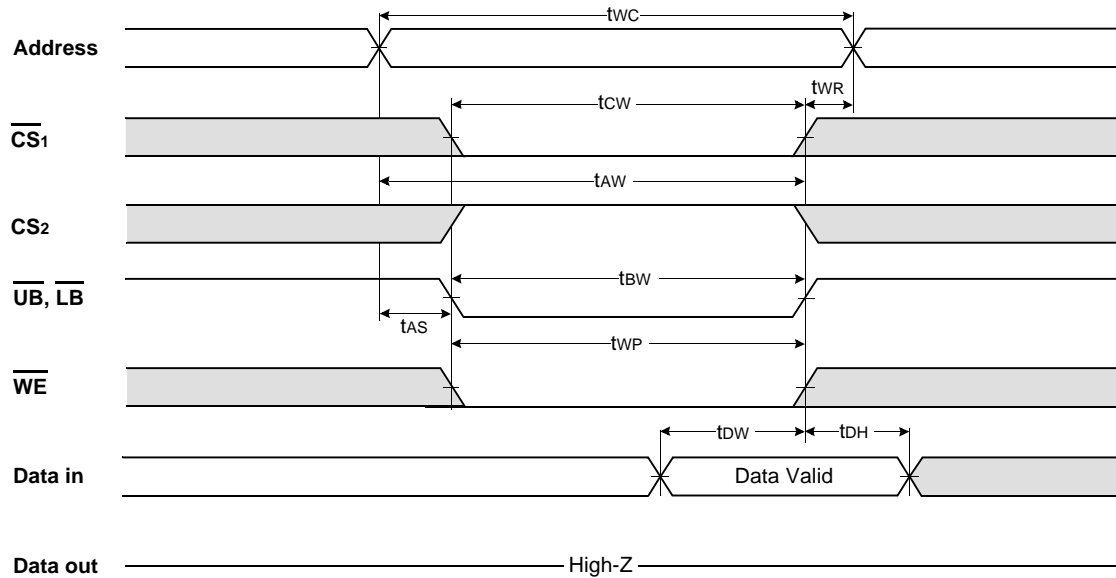 tWC
Address
tWR
tCW
CS1
tAW
CS2
tBW
UB, LB
tAS
tWP
WE
tDW
tDH
Data in
Data Valid
Data out
High-Z